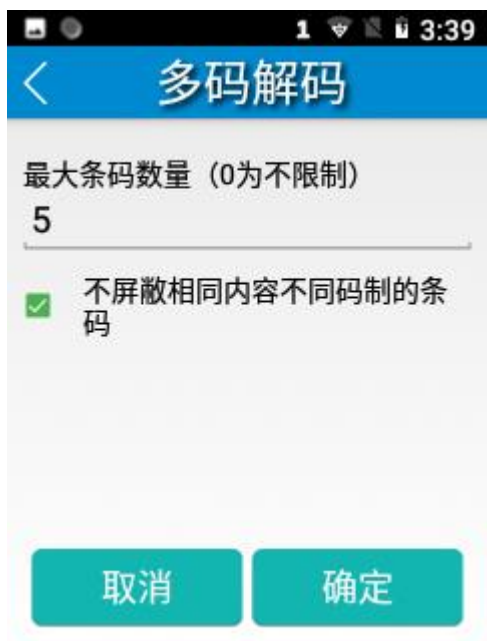 1 3:39
多码解码
最大条码数量（0为不限制）
5
不屏敝相同内容不同码制的条
码
取消
确定